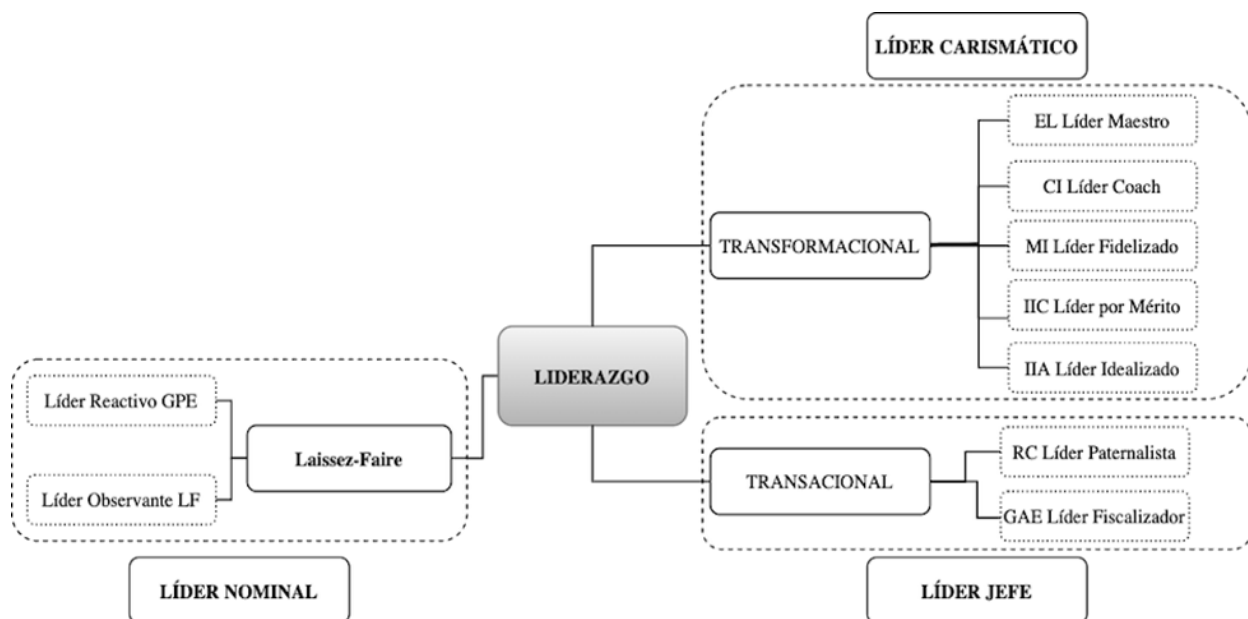 LÍDER CARISMÁTICO
EL Líder Maestro
CI Líder Coach
TRANSFORMACIONAL
MI Líder Fidelizado
IIC Líder por Mérito
IIA Líder Idealizado
LIDERAZGO
Líder Reactivo GPE
Laissez-Faire
Líder Observante LF
LÍDER NOMINAL
RC Líder Paternalista
TRANSACIONAL
GAE Líder Fiscalizador
LÍDER JEFE